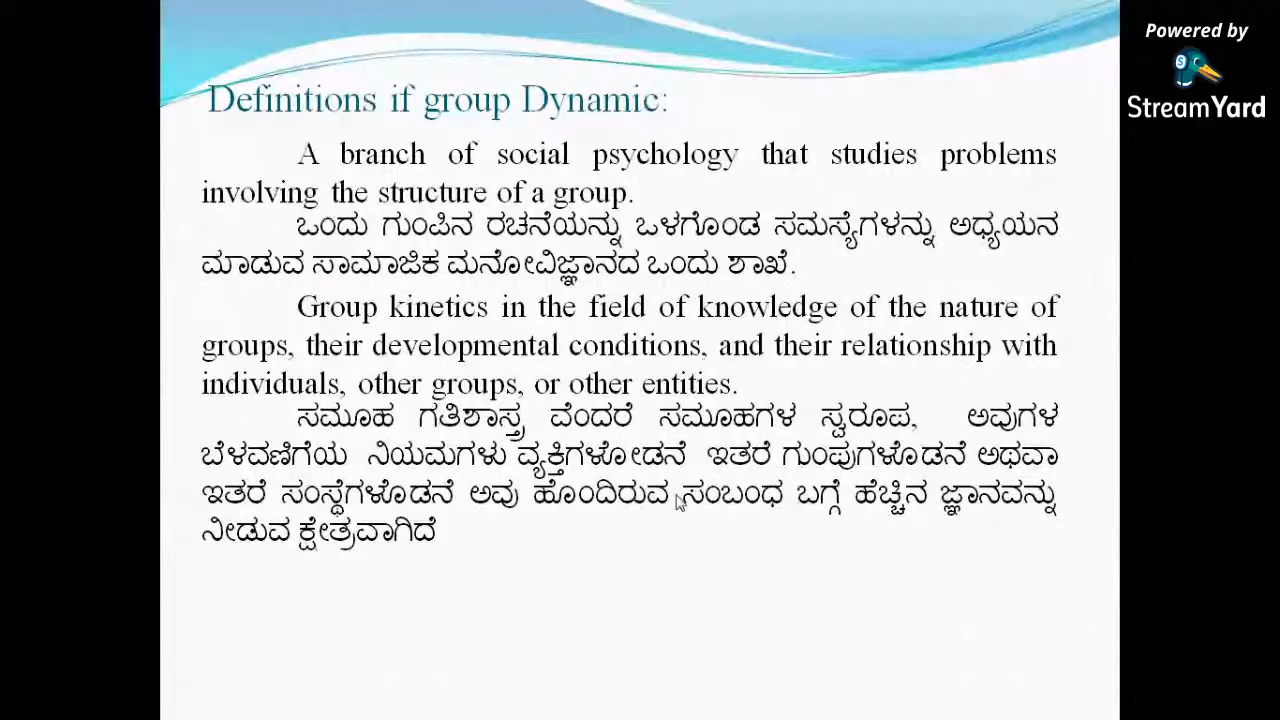 Powered by
StreamYard
Definitions if group Dynamic:
A branch of social psychology that studies problems
involving the structure of a group.
ಒಂದು ಗುಂಪಿನ ರಚನೆಯನ್ನು ಒಳಗೊಂಡ ಸಮಸ್ಯೆಗಳನ್ನು ಅಧ್ಯಯನ
ಮಾಡುವ ಸಾಮಾಜಿಕ ಮನೋವಿಜ್ಞಾನದ ಒಂದು ಶಾಖೆ.
Group kinetics in the field of knowledge of the nature of
groups, their developmental conditions, and their relationship with
individuals, other groups, or other entities.
ಸಮೂಹ ಗತಿಶಾಸ್ತ್ರ ವೆಂದರೆ ಸಮೂಹಗಳ ಸ್ವರೂಪ, ಅವುಗಳ
ಬೆಳವಣಿಗೆಯ ನಿಯಮಗಳು ವ್ಯಕ್ತಿಗಳೋಡನೆ ಇತರೆ ಗುಂಪುಗಳೊಡನೆ ಅಥವಾ
ಇತರೆ ಸಂಸ್ಥೆಗಳೊಡನೆ ಅವು ಹೊಂದಿರುವ ಸಂಬಂಧ ಬಗ್ಗೆ ಹೆಚ್ಚಿನ ಜ್ಞಾನವನ್ನು
ನೀಡುವ ಕ್ಷೇತ್ರವಾಗಿದೆ